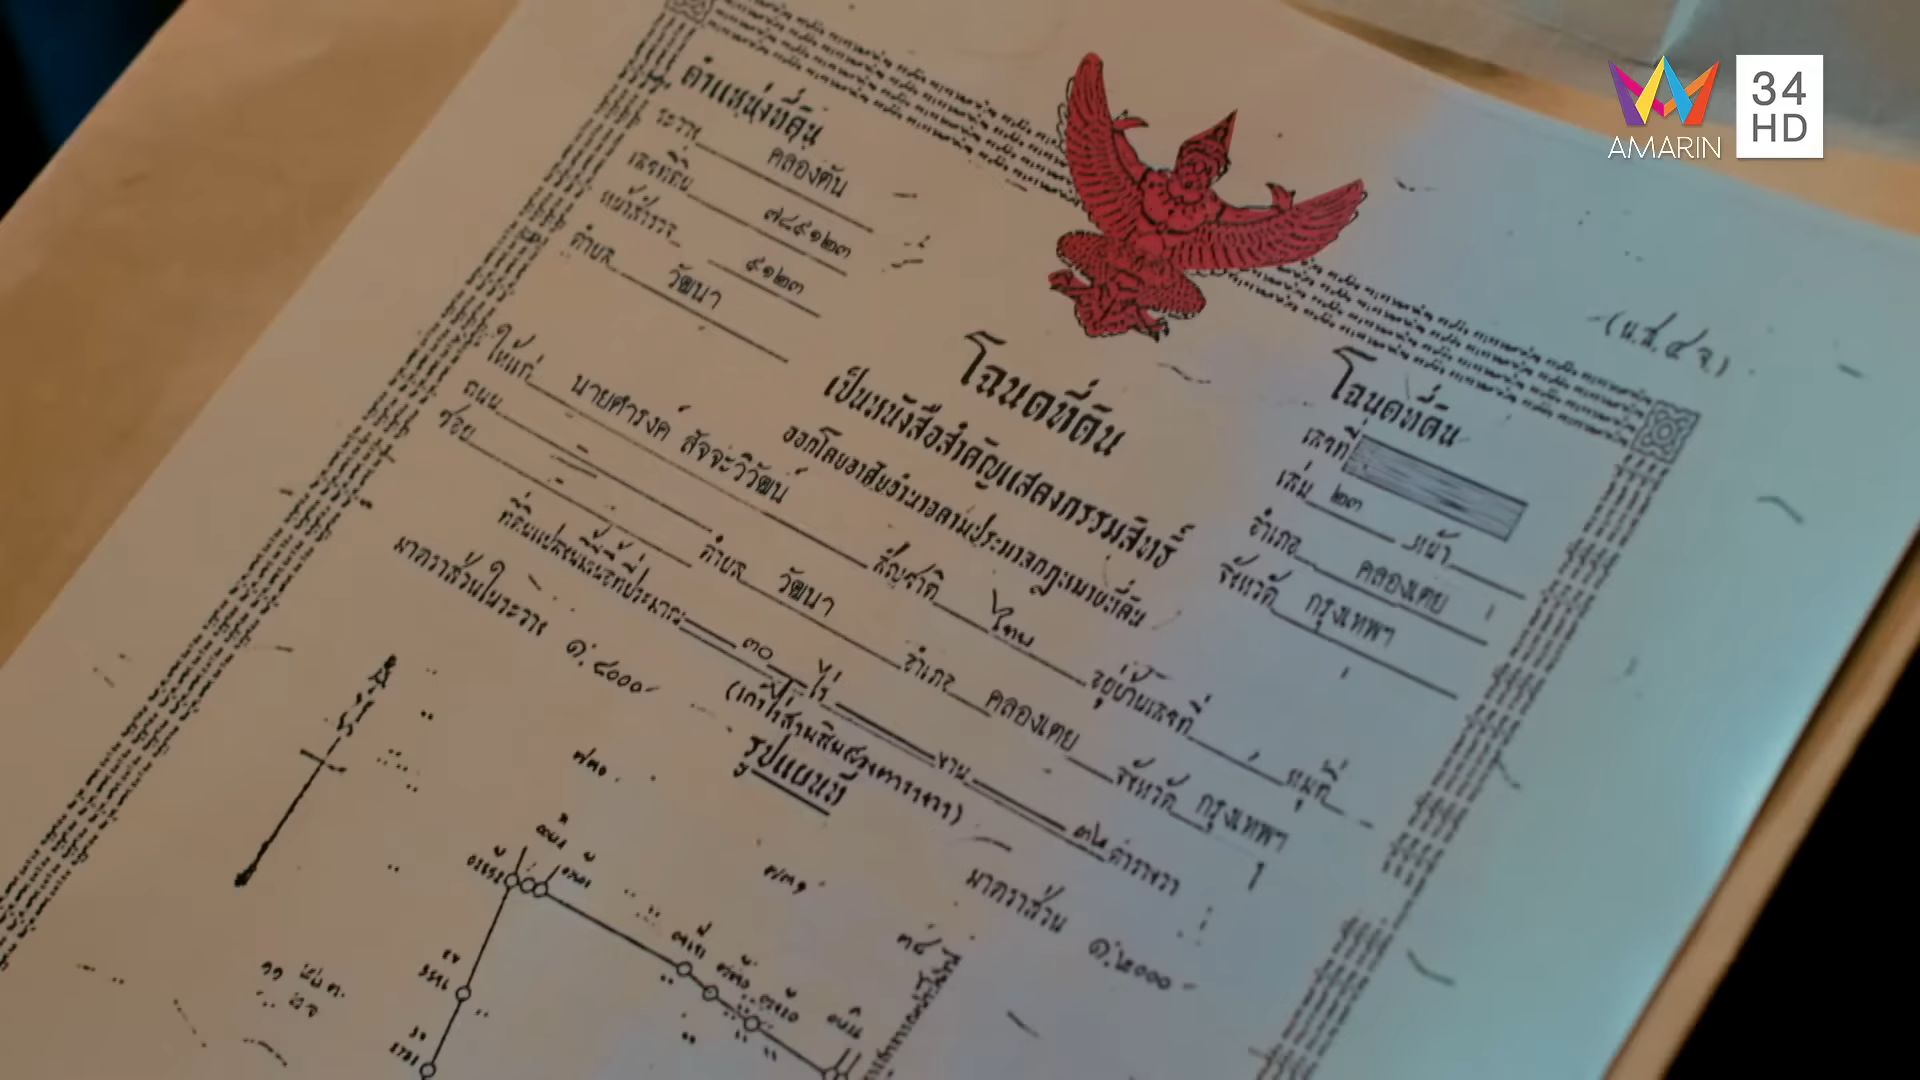 AMARIN
34
HD
(น.ส.๔ จ)
ตำแหน่งที่ดิน
ระวาง คลองตัน
เลขที่ดิน ๗๘๙๑๒๓
หน้าสำรวจ ๕๑๒๓
ตำบล วัฒนา
โฉนดที่ดิน
เลขที่
เล่ม ๒๓ หน้า
อำเภอ คลองเตย
จังหวัด กรุงเทพฯ
โฉนดที่ดิน
เป็นหนังสือสำคัญแสดงกรรมสิทธิ์
ออกโดยอาศัยอำนาจตามประมวลกฎหมายที่ดิน
ให้แก่ นายศารงค์ สัจจะวิวัฒน์ สัญชาติ ไทย อยู่บ้านเลขที่ หมู่ที่
ถนน
ซอย ตำบล วัฒนา อำเภอ คลองเตย จังหวัด กรุงเทพฯ
ที่ดินแปลงนี้มีเนื้อที่ประมาณ ๓๐ ไร่ งาน ตารางวา
มาตราส่วนในระวาง ๑:๔๐๐๐
รูปแผนที่
มาตราส่วน ๑:๒๐๐๐
๗๓๐
๗๓๑
๓๔